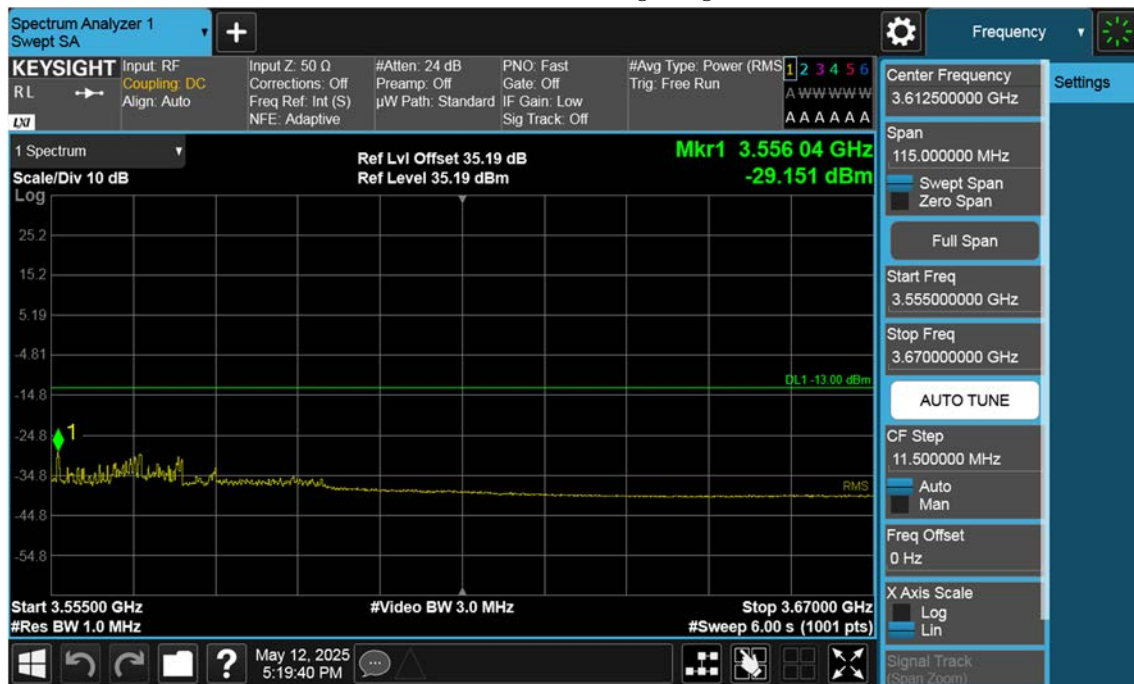 Spectrum Analyzer 1
Swept SA
Frequency
KEYSIGHT
RL
LXI
Input: RF
Coupling: DC
Align: Auto
Input Z: 50 Ω
Corrections: Off
Freq Ref: Int (S)
NFE: Adaptive
#Atten: 24 dB
Preamp: Off
µW Path: Standard
PNO: Fast
Gate: Off
IF Gain: Low
Sig Track: Off
#Avg Type: Power (RMS
Trig: Free Run
1 2 3 4 5 6
A W W W W W
A A A A A A
1 Spectrum
Scale/Div 10 dB
Ref Lvl Offset 35.19 dB
Ref Level 35.19 dBm
Mkr1 3.556 04 GHz
-29.151 dBm
Log
25.2
15.2
5.19
-4.81
-14.8
-24.8
-34.8
-44.8
-54.8
DL1 -13.00 dBm
1
RMS
Start 3.55500 GHz
#Res BW 1.0 MHz
#Video BW 3.0 MHz
Stop 3.67000 GHz
#Sweep 6.00 s (1001 pts)
Center Frequency
3.612500000 GHz
Settings
Span
115.000000 MHz
Swept Span
Zero Span
Full Span
Start Freq
3.555000000 GHz
Stop Freq
3.670000000 GHz
AUTO TUNE
CF Step
11.500000 MHz
Auto
Man
Freq Offset
0 Hz
X Axis Scale
Log
Lin
Signal Track
(Span Zoom)
?
May 12, 2025
5:19:40 PM